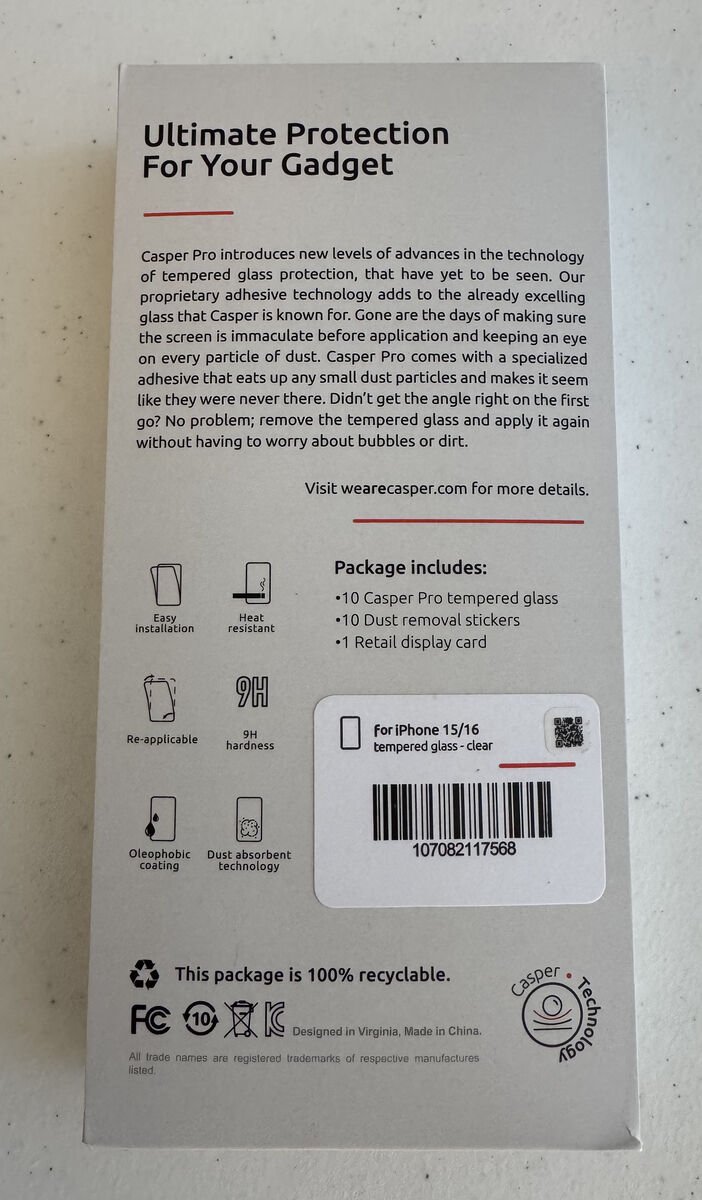 Ultimate Protection
For Your Gadget
Casper Pro introduces new levels of advances in the technology
of tempered glass protection, that have yet to be seen. Our
proprietary adhesive technology adds to the already excelling
glass that Casper is known for. Gone are the days of making sure
the screen is immaculate before application and keeping an eye
on every particle of dust. Casper Pro comes with a specialized
adhesive that eats up any small dust particles and makes it seem
like they were never there. Didn't get the angle right on the first
go? No problem; remove the tempered glass and apply it again
without having to worry about bubbles or dirt.
Visit wearecasper.com for more details.
Easy
installation
Heat
resistant
Re-applicable
9H
9H
hardness
Oleophobic
coating
Dust absorbent
technology
Package includes:
•10 Casper Pro tempered glass
•10 Dust removal stickers
•1 Retail display card
for iPhone 15/16
tempered glass - clear
107082117568
This package is 100% recyclable.
FC 10 Designed in Virginia, Made in China.
All trade names are registered trademarks of respective manufactures
listed.
Casper • Technology